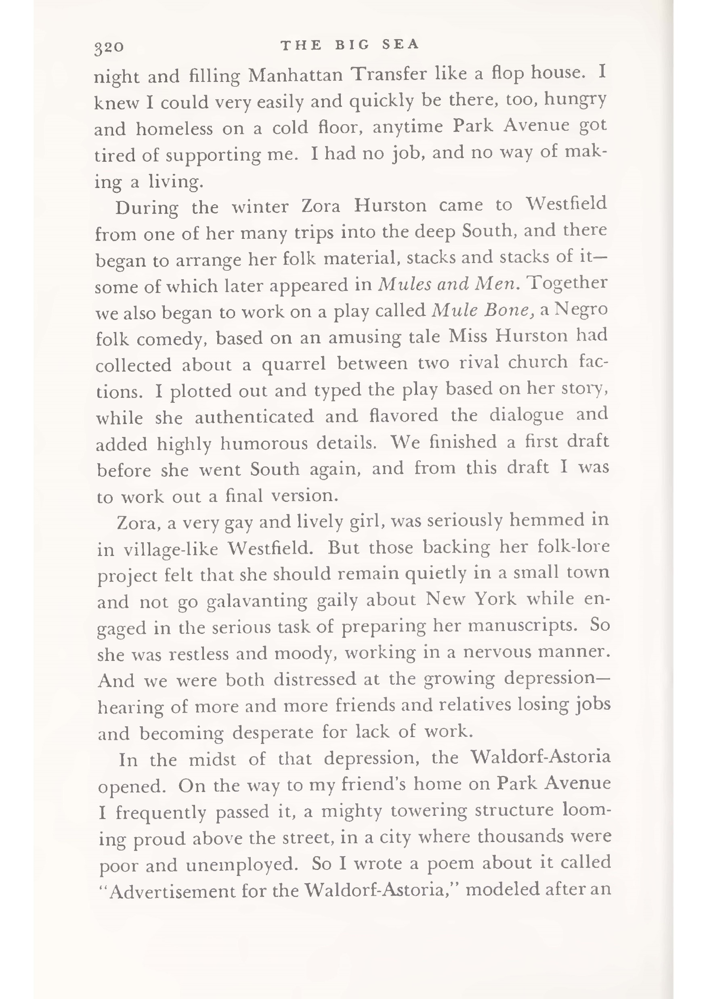 320 THE BIG SEA
night and filling Manhattan Transfer like a flop house. I
knew I could very easily and quickly be there, too, hungry
and homeless on a cold floor, anytime Park Avenue got
tired of supporting me. I had no job, and no way of mak-
ing a living.
During the winter Zora Hurston came to Westfield
from one of her many trips into the deep South, and there
began to arrange her folk material, stacks and stacks of it—
some of which later appeared in Mules and Men. Together
we also began to work on a play called Mule Bone, a Negro
folk comedy, based on an amusing tale Miss Hurston had
collected about a quarrel between two rival church fac-
tions. I plotted out and typed the play based on her story,
while she authenticated and flavored the dialogue and
added highly humorous details. We finished a first draft
before she went South again, and from this draft I was
to work out a final version.
Zora, a very gay and lively girl, was seriously hemmed in
in village-like Westfield. But those backing her folk-lore
project felt that she should remain quietly in a small town
and not go galavanting gaily about New York while en-
gaged in the serious task of preparing her manuscripts. So
she was restless and moody, working in a nervous manner.
And we were both distressed at the growing depression—
hearing of more and more friends and relatives losing jobs
and becoming desperate for lack of work.
In the midst of that depression, the Waldorf-Astoria
opened. On the way to my friend's home on Park Avenue
I frequently passed it, a mighty towering structure loom-
ing proud above the street, in a city where thousands were
poor and unemployed. So I wrote a poem about it called
"Advertisement for the Waldorf-Astoria," modeled after an